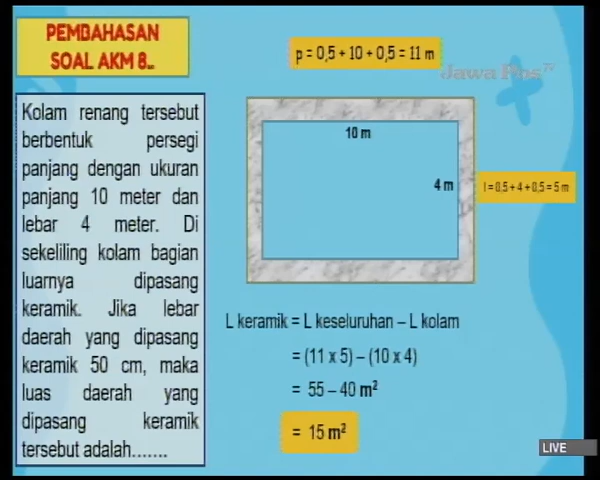 PEMBAHASAN
SOAL AKM 8..
p = 0,5 + 10 + 0,5 = 11 m
Jawa Pos TV
Kolam renang tersebut
berbentuk persegi
panjang dengan ukuran
panjang 10 meter dan
lebar 4 meter. Di
sekeliling kolam bagian
luarnya dipasang
keramik. Jika lebar
daerah yang dipasang
keramik 50 cm, maka
luas daerah yang
dipasang keramik
tersebut adalah.......
10 m
4 m
l = 0,5 + 4 + 0,5 = 5 m
L keramik = L keseluruhan – L kolam
= (11 x 5) – (10 x 4)
= 55 – 40 m²
= 15 m²
LIVE